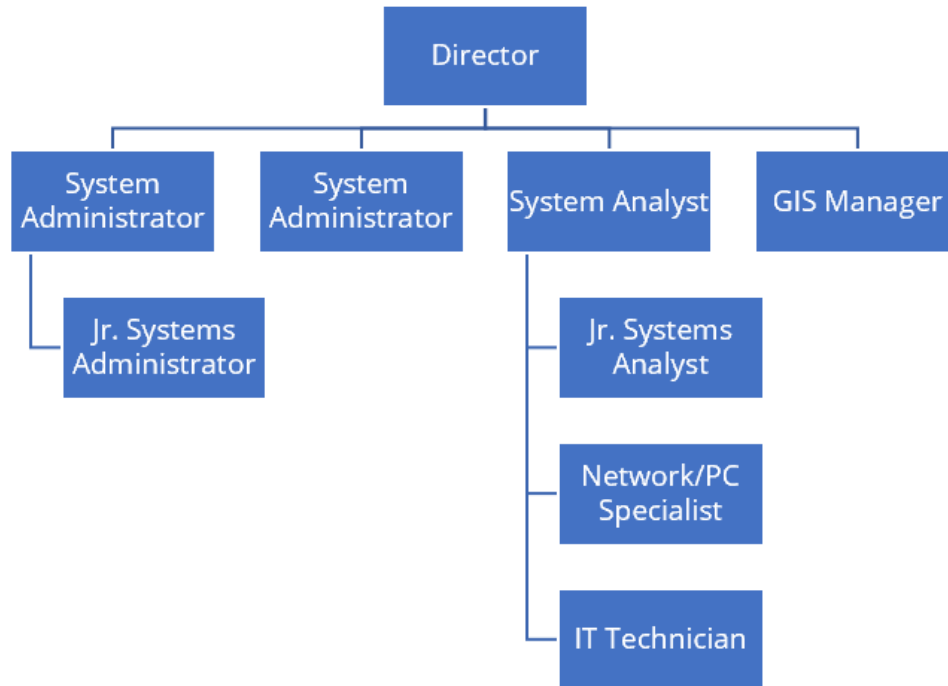 Director
System
Administrator
System
Administrator
System Analyst
GIS Manager
Jr. Systems
Administrator
Jr. Systems
Analyst
Network/PC
Specialist
IT Technician